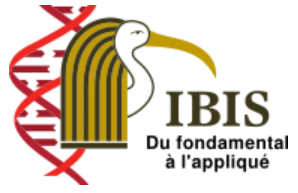 IBIS
Du fondamental
à l'appliqué